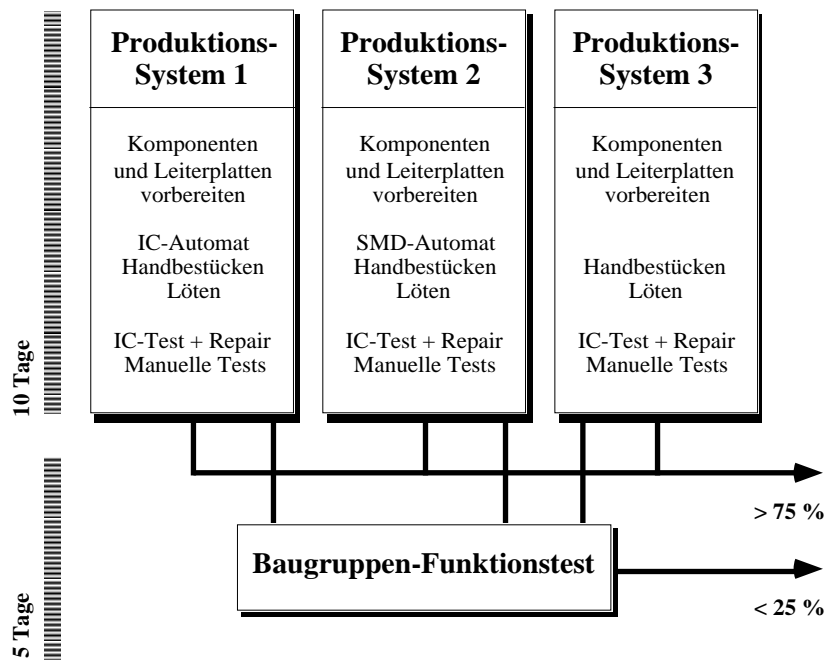 Produktions-
System 1
Komponenten
und Leiterplatten
vorbereiten
IC-Automat
Handbestücken
Löten
IC-Test + Repair
Manuelle Tests
Produktions-
System 2
Komponenten
und Leiterplatten
vorbereiten
SMD-Automat
Handbestücken
Löten
IC-Test + Repair
Manuelle Tests
Produktions-
System 3
Komponenten
und Leiterplatten
vorbereiten
Handbestücken
Löten
IC-Test + Repair
Manuelle Tests
10 Tage
> 75 %
Baugruppen-Funktionstest
< 25 %
5 Tage